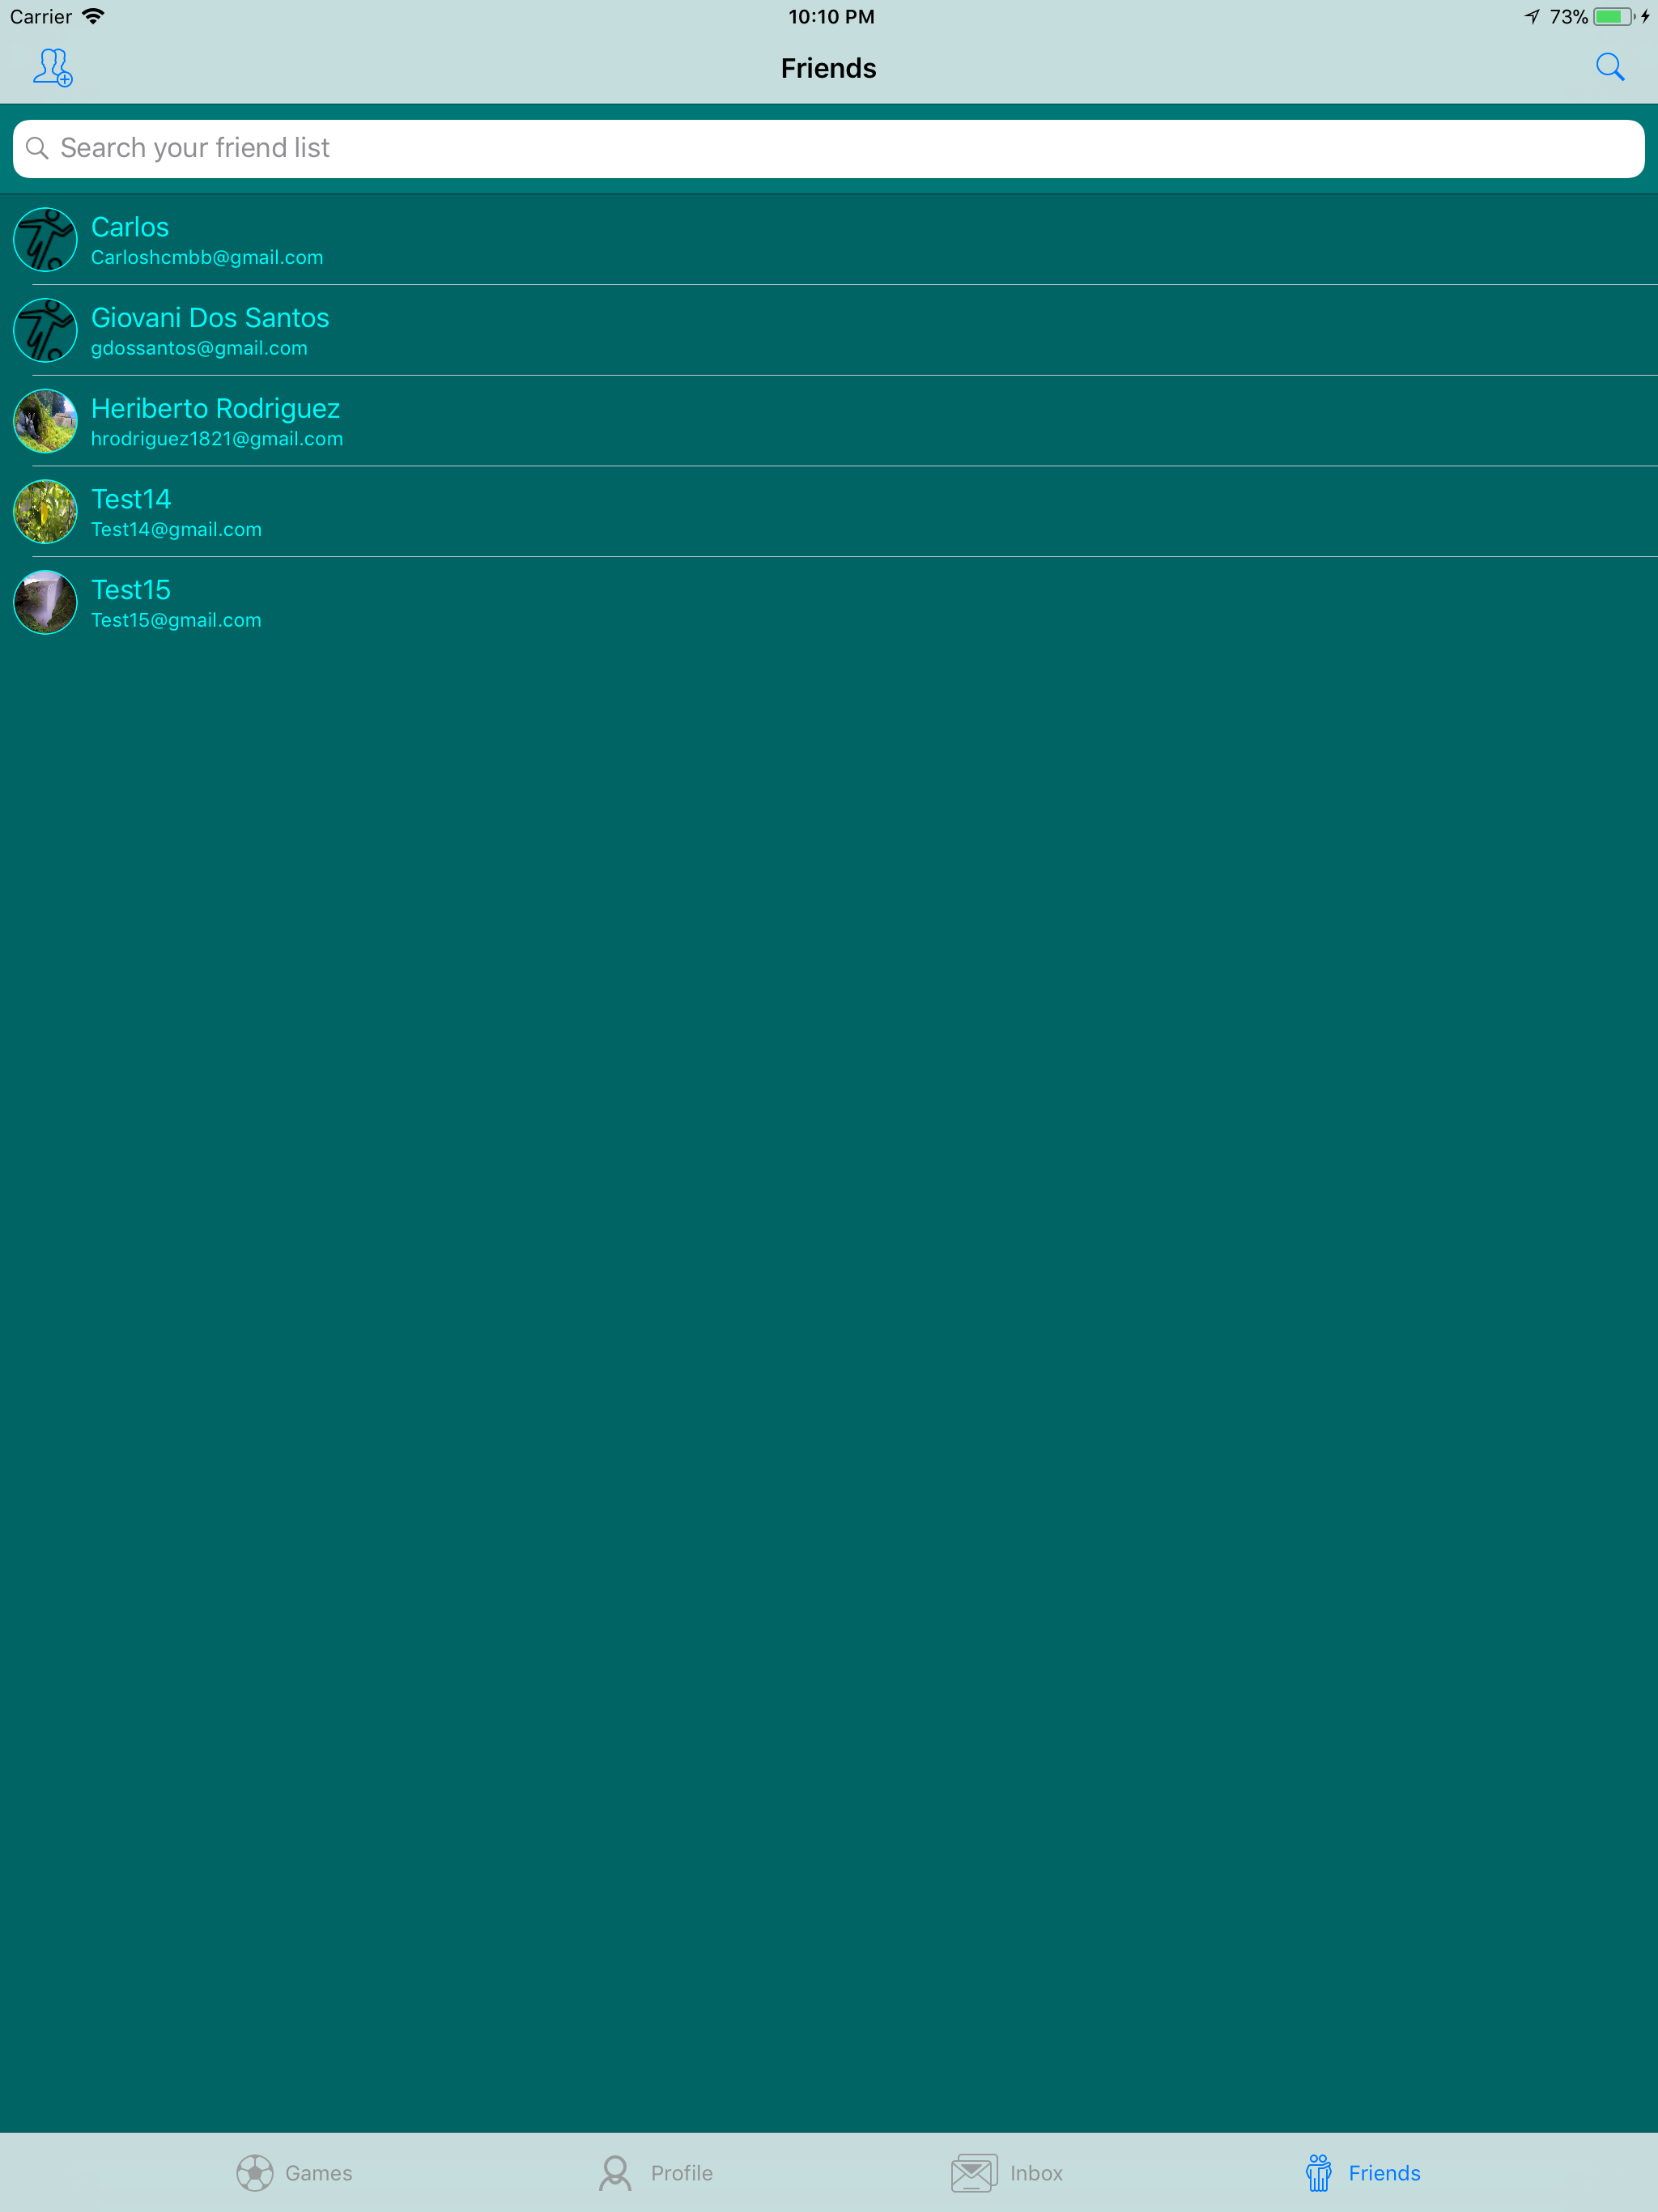 Carrier 10:10 PM 73%
Friends
Search your friend list
Carlos
Carloshcmbb@gmail.com
Giovani Dos Santos
gdossantos@gmail.com
Heriberto Rodriguez
hrodriguez1821@gmail.com
Test14
Test14@gmail.com
Test15
Test15@gmail.com
Games Profile Inbox Friends